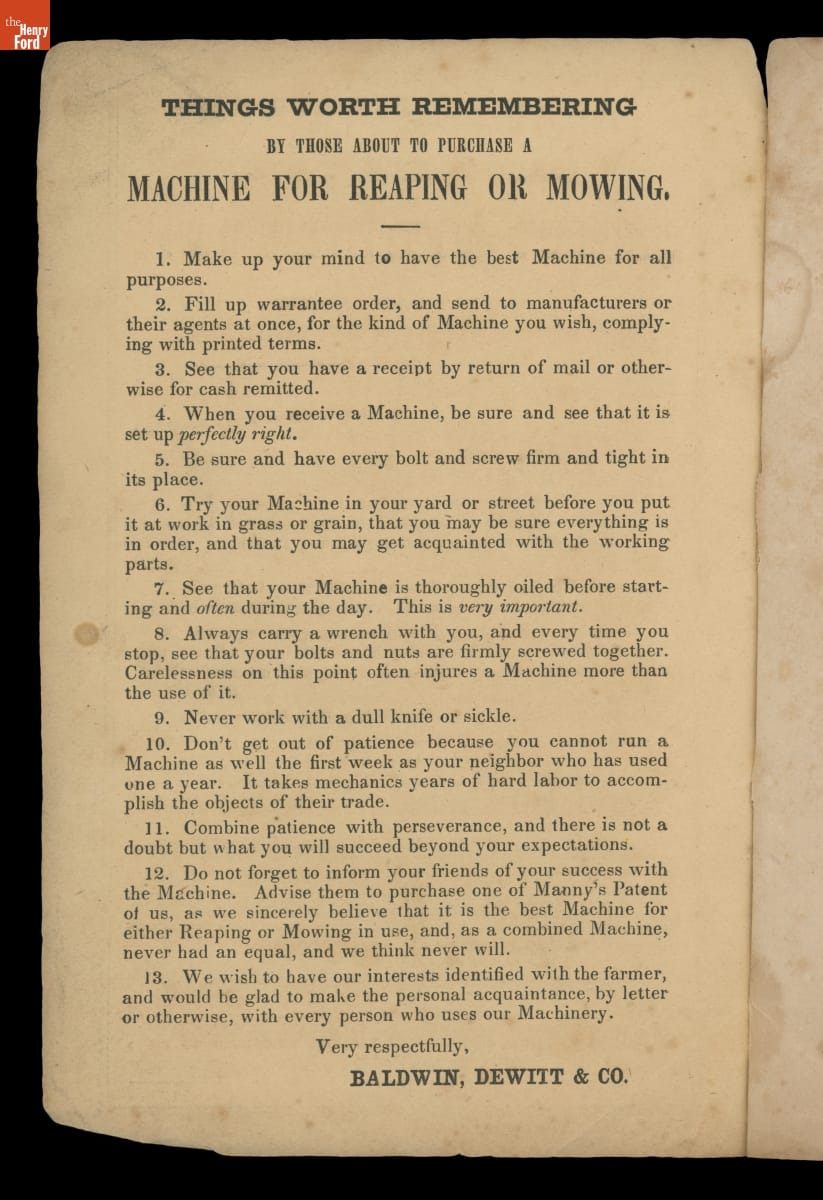 the
Henry
Ford
THINGS WORTH REMEMBERING
BY THOSE ABOUT TO PURCHASE A
MACHINE FOR REAPING OR MOWING.
1. Make up your mind to have the best Machine for all
purposes.
2. Fill up warrantee order, and send to manufacturers or
their agents at once, for the kind of Machine you wish, comply-
ing with printed terms.
3. See that you have a receipt by return of mail or other-
wise for cash remitted.
4. When you receive a Machine, be sure and see that it is
set up perfectly right.
5. Be sure and have every bolt and screw firm and tight in
its place.
6. Try your Machine in your yard or street before you put
it at work in grass or grain, that you may be sure everything is
in order, and that you may get acquainted with the working
parts.
7. See that your Machine is thoroughly oiled before start-
ing and often during the day. This is very important.
8. Always carry a wrench with you, and every time you
stop, see that your bolts and nuts are firmly screwed together.
Carelessness on this point often injures a Machine more than
the use of it.
9. Never work with a dull knife or sickle.
10. Don't get out of patience because you cannot run a
Machine as well the first week as your neighbor who has used
one a year. It takes mechanics years of hard labor to accom-
plish the objects of their trade.
11. Combine patience with perseverance, and there is not a
doubt but what you will succeed beyond your expectations.
12. Do not forget to inform your friends of your success with
the Machine. Advise them to purchase one of Manny's Patent
of us, as we sincerely believe that it is the best Machine for
either Reaping or Mowing in use, and, as a combined Machine,
never had an equal, and we think never will.
13. We wish to have our interests identified with the farmer,
and would be glad to make the personal acquaintance, by letter
or otherwise, with every person who uses our Machinery.
Very respectfully,
BALDWIN, DEWITT & CO.